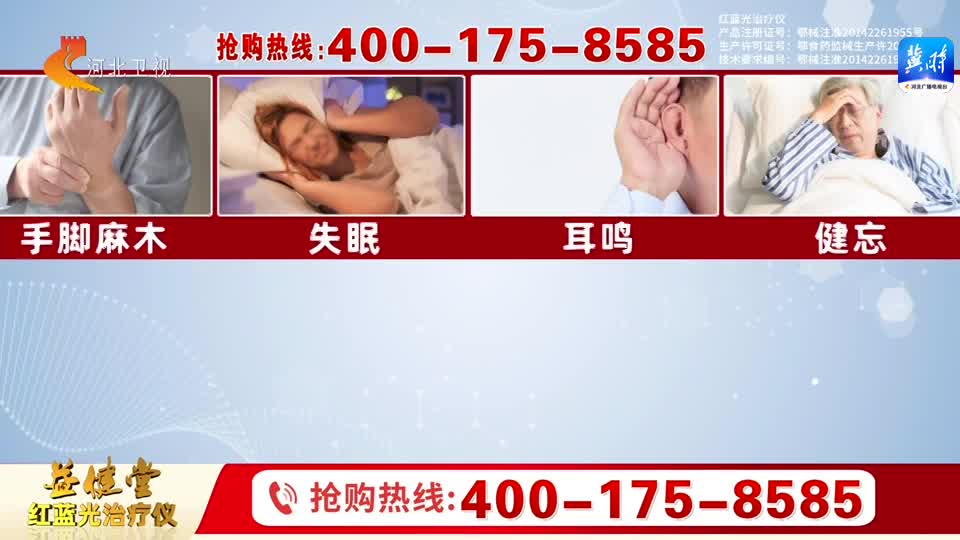 河北卫视
抢购热线:400-175-8585
红蓝光治疗仪
产品注册证号：鄂械注准20142261955号
生产许可证号：鄂食药监械生产许20
技术要求编号：鄂械注准201422619
冀时
河北广播电视台
手脚麻木
失眠
耳鸣
健忘
益健堂
红蓝光治疗仪
抢购热线:400-175-8585